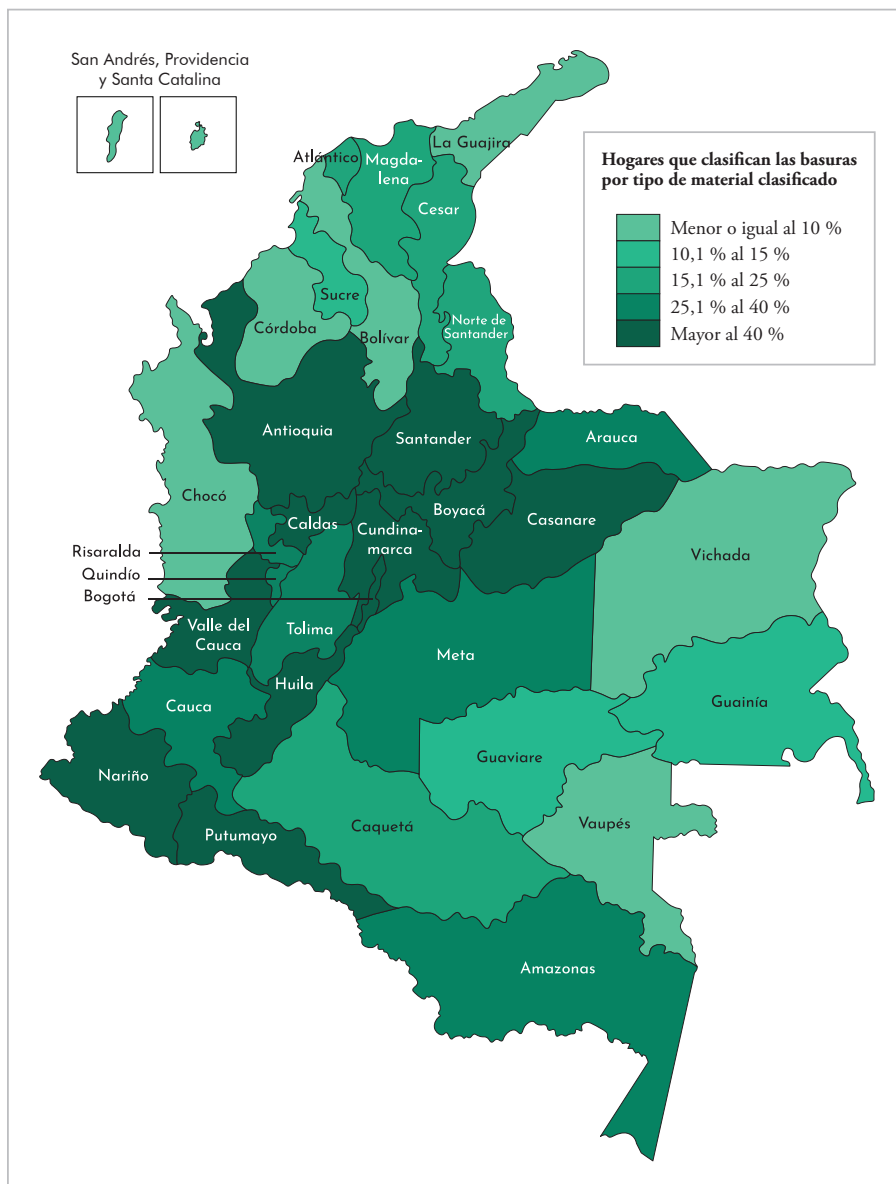 San Andrés, Providencia
y Santa Catalina
La Guajira
Atlántico
Magda-
lena
Cesar
Hogares que clasifican las basuras
por tipo de material clasificado
Menor o igual al 10 %
10,1 % al 15 %
15,1 % al 25 %
25,1 % al 40 %
Mayor al 40 %
Sucre
Córdoba
Bolívar
Norte de
Santander
Antioquia
Santander
Arauca
Chocó
Caldas
Cundina-
marca
Boyacá
Casanare
Vichada
Risaralda
Quindío
Bogotá
Valle del
Cauca
Tolima
Meta
Huila
Cauca
Guainía
Guaviare
Nariño
Putumayo
Caquetá
Vaupés
Amazonas